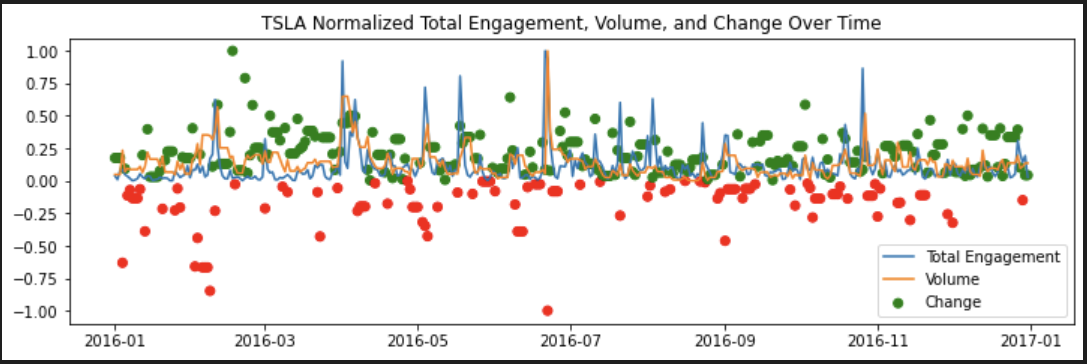 TSLA Normalized Total Engagement, Volume, and Change Over Time
1.00
0.75
0.50
0.25
0.00
−0.25
−0.50
−0.75
−1.00
Total Engagement
Volume
Change
2016-01 2016-03 2016-05 2016-07 2016-09 2016-11 2017-01